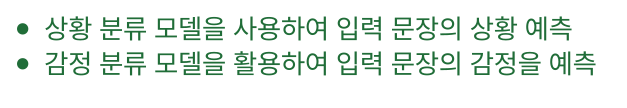 • 상황 분류 모델을 사용하여 입력 문장의 상황 예측
• 감정 분류 모델을 활용하여 입력 문장의 감정을 예측